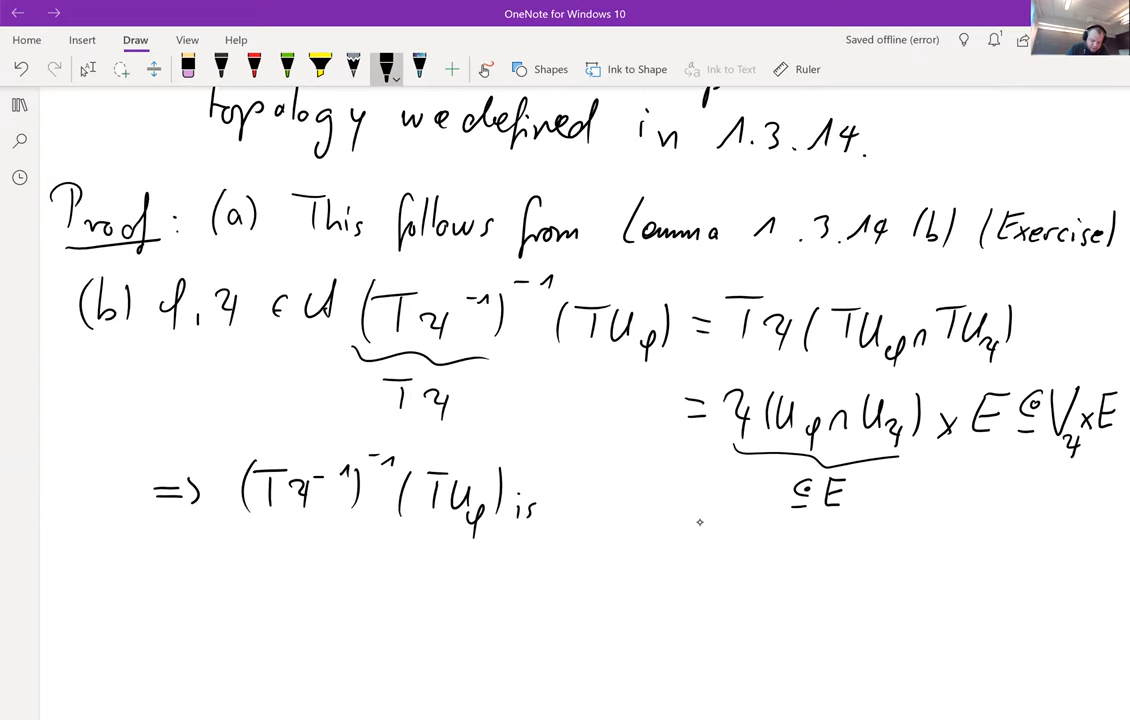 OneNote for Windows 10
Home Insert Draw View Help Saved offline (error) 1
Shapes Ink to Shape Ink to Text Ruler
topology we defined in 1.3.14.
Proof: (a) This follows from Lemma 1.3.14 (b) (Exercise)
(b) φ, ψ ∈ 𝒰 (Tψ⁻¹)⁻¹ (TU_φ) = Tψ(TU_φ ∩ TU_ψ)
Tψ
= ψ(U_φ ∩ U_ψ) × E ⊆ V_ψ × E
⊆ E
=> (Tψ⁻¹)⁻¹ (TU_φ) is